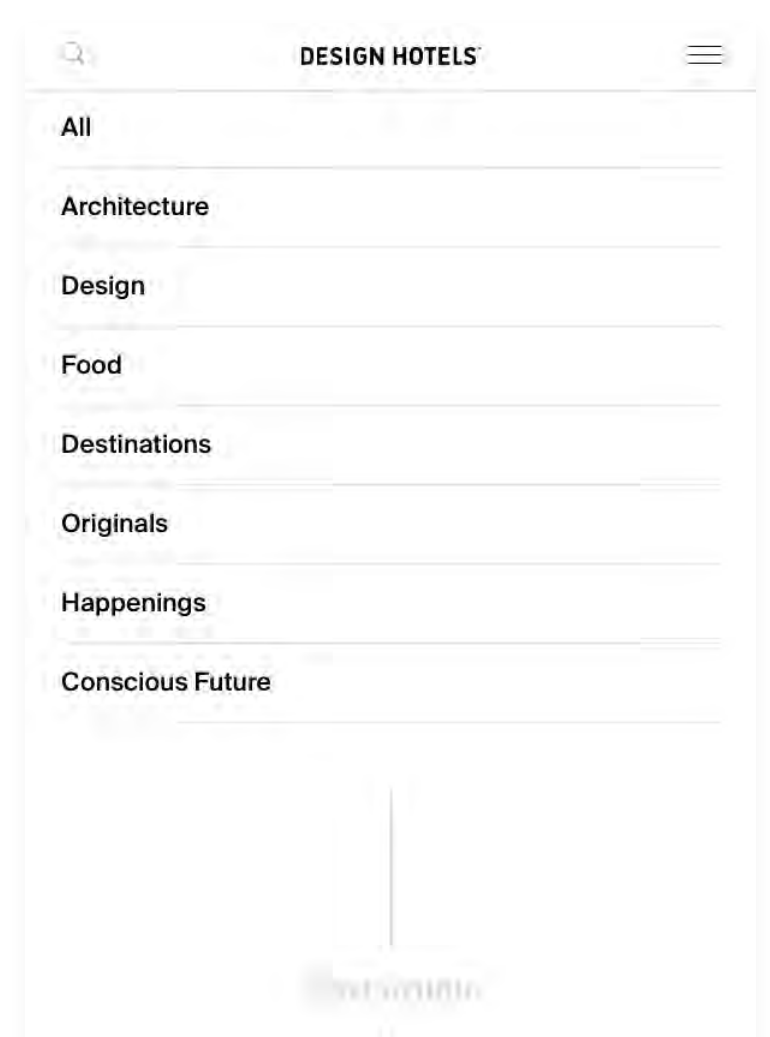 DESIGN HOTELS
All
Architecture
Design
Food
Destinations
Originals
Happenings
Conscious Future